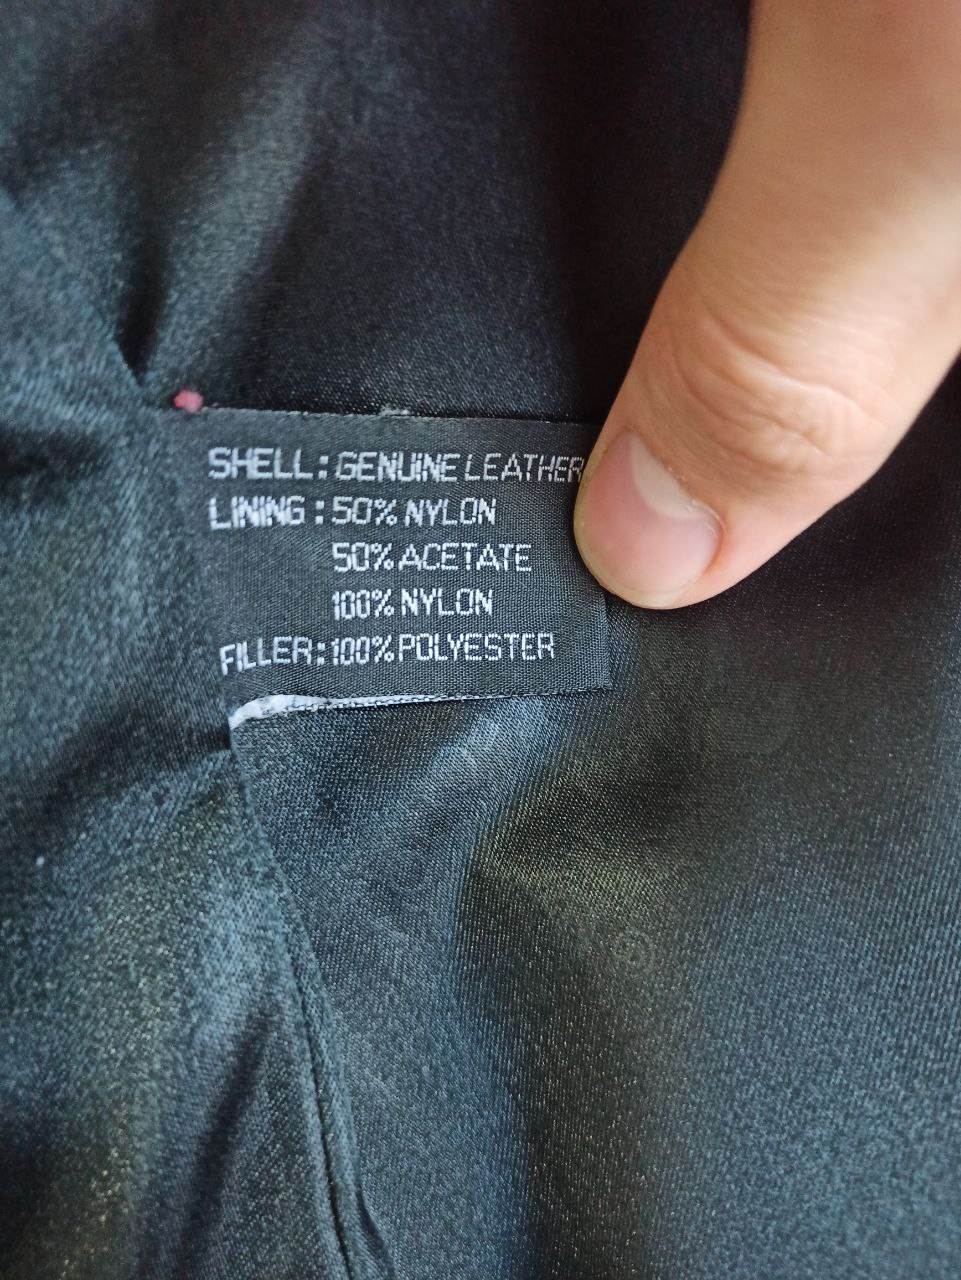 SHELL: GENUINE LEATHER
LINING: 50% NYLON
50% ACETATE
100% NYLON
FILLER: 100% POLYESTER